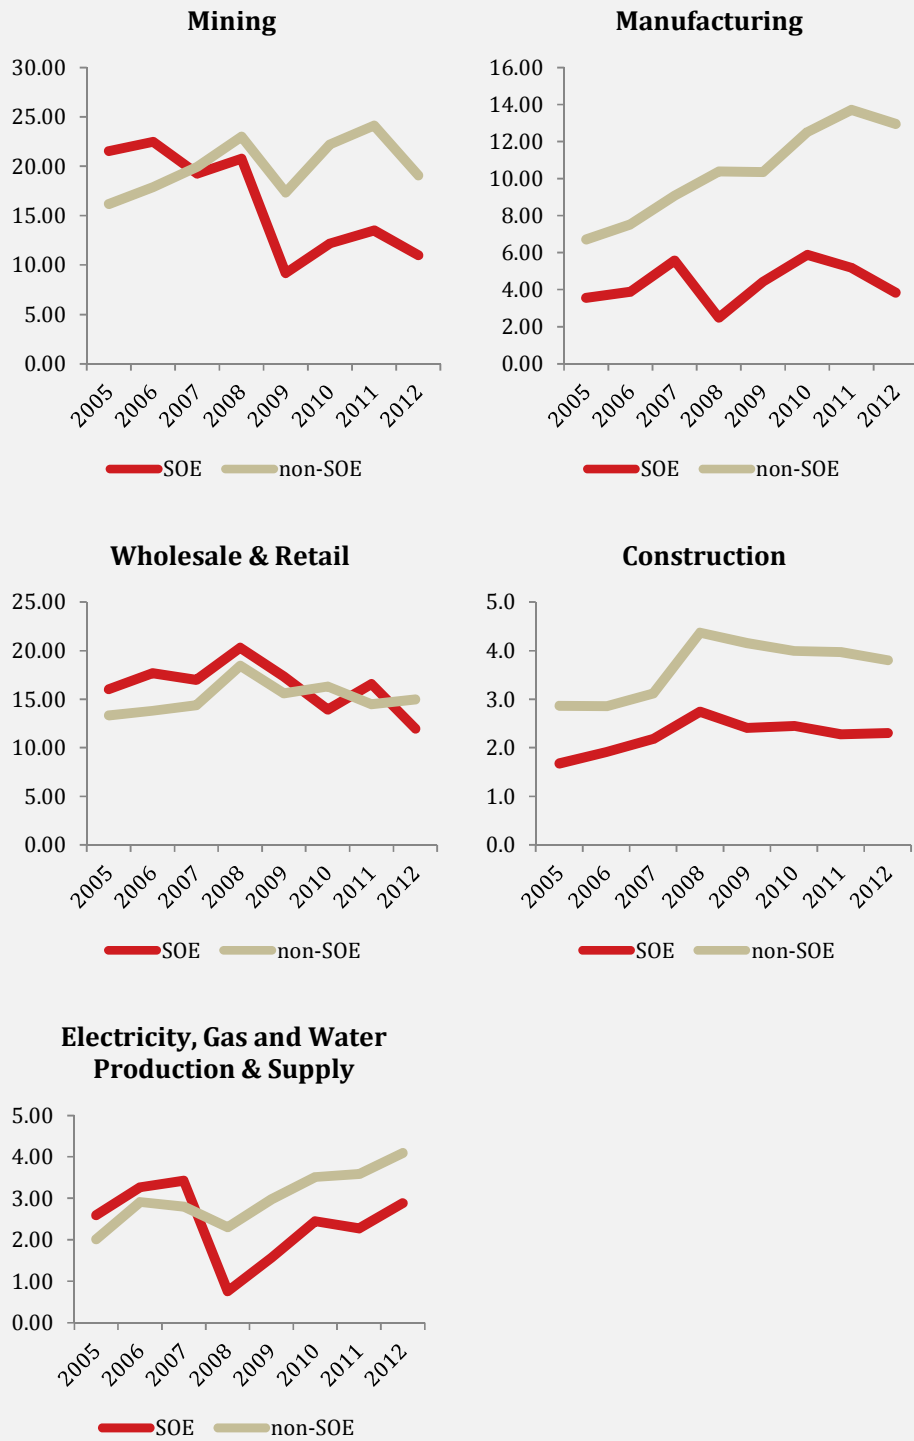 Mining
30.00
25.00
20.00
15.00
10.00
5.00
0.00
2005 2006 2007 2008 2009 2010 2011 2012
SOE non-SOE
Manufacturing
16.00
14.00
12.00
10.00
8.00
6.00
4.00
2.00
0.00
2005 2006 2007 2008 2009 2010 2011 2012
SOE non-SOE
Wholesale & Retail
25.00
20.00
15.00
10.00
5.00
0.00
2005 2006 2007 2008 2009 2010 2011 2012
SOE non-SOE
Construction
5.0
4.0
3.0
2.0
1.0
0.0
2005 2006 2007 2008 2009 2010 2011 2012
SOE non-SOE
Electricity, Gas and Water
Production & Supply
5.00
4.00
3.00
2.00
1.00
0.00
2005 2006 2007 2008 2009 2010 2011 2012
SOE non-SOE